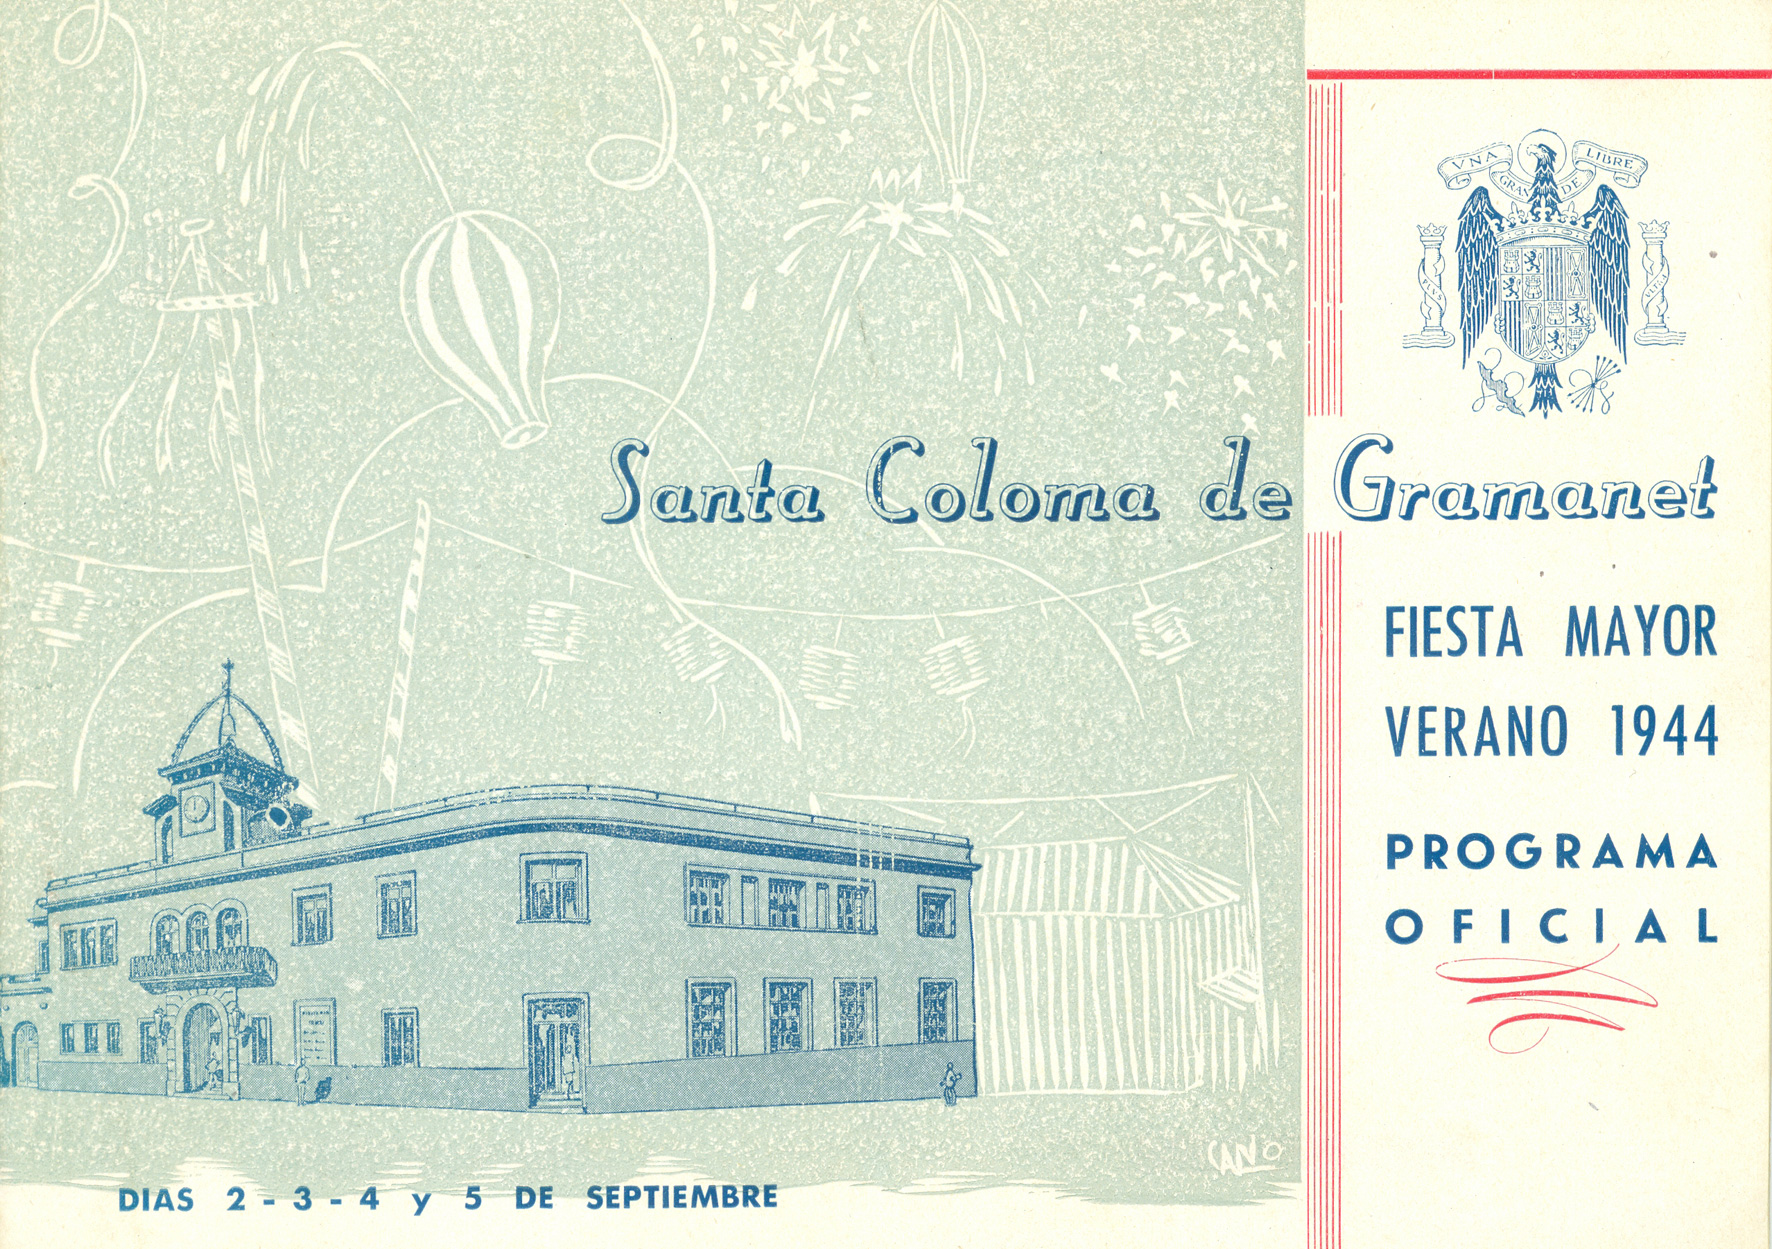 VNA GRANDE LIBRE
PLVS VLTRA
Santa Coloma de Gramanet
FIESTA MAYOR
VERANO 1944
PROGRAMA
OFICIAL
CANO
DIAS 2 - 3 - 4 y 5 DE SEPTIEMBRE